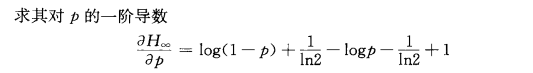 求其对 p 的一阶导数
∂H∞/∂p = log(1−p) + 1/ln2 − logp − 1/ln2 + 1